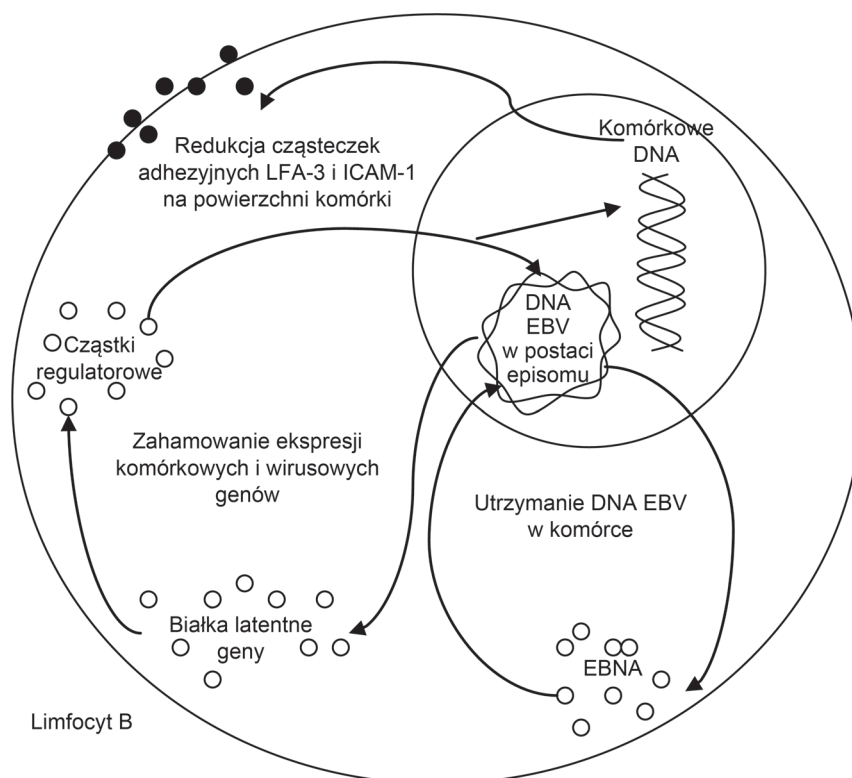 Komórkowe
DNA
Redukcja cząsteczek
adhezyjnych LFA-3 i ICAM-1
na powierzchni komórki
DNA
EBV
w postaci
episomu
Cząstki
regulatorowe
Zahamowanie ekspresji
komórkowych i wirusowych
genów
Utrzymanie DNA EBV
w komórce
Białka latentne
geny
EBNA
Limfocyt B